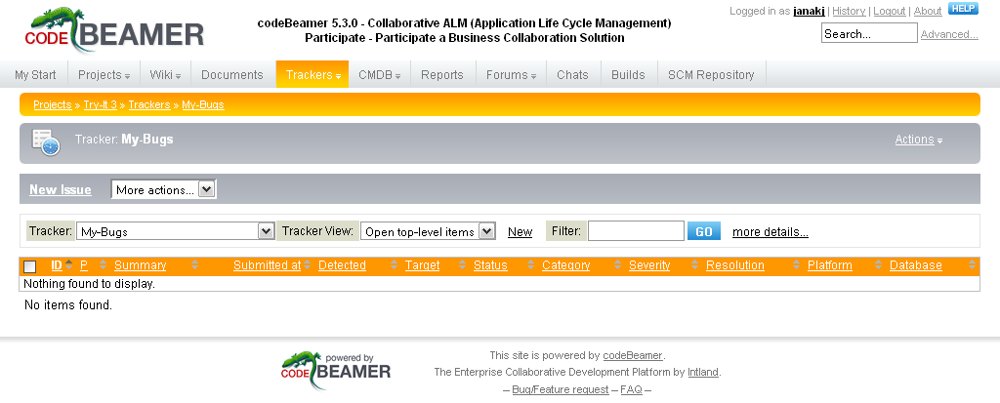 Logged in as janaki | History | Logout | About HELP
CODE BEAMER
codeBeamer 5.3.0 - Collaborative ALM (Application Life Cycle Management)
Participate - Participate a Business Collaboration Solution
Search... Advanced...
My Start Projects Wiki Documents Trackers CMDB Reports Forums Chats Builds SCM Repository
Projects » Try-It 3 » Trackers » My-Bugs
Tracker: My-Bugs Actions
New Issue More actions...
Tracker: My-Bugs Tracker View: Open top-level items New Filter: GO more details...
ID P Summary Submitted at Detected Target Status Category Severity Resolution Platform Database
Nothing found to display.
No items found.
powered by
CODE BEAMER
This site is powered by codeBeamer.
The Enterprise Collaborative Development Platform by Intland.
-- Bug/Feature request -- FAQ --